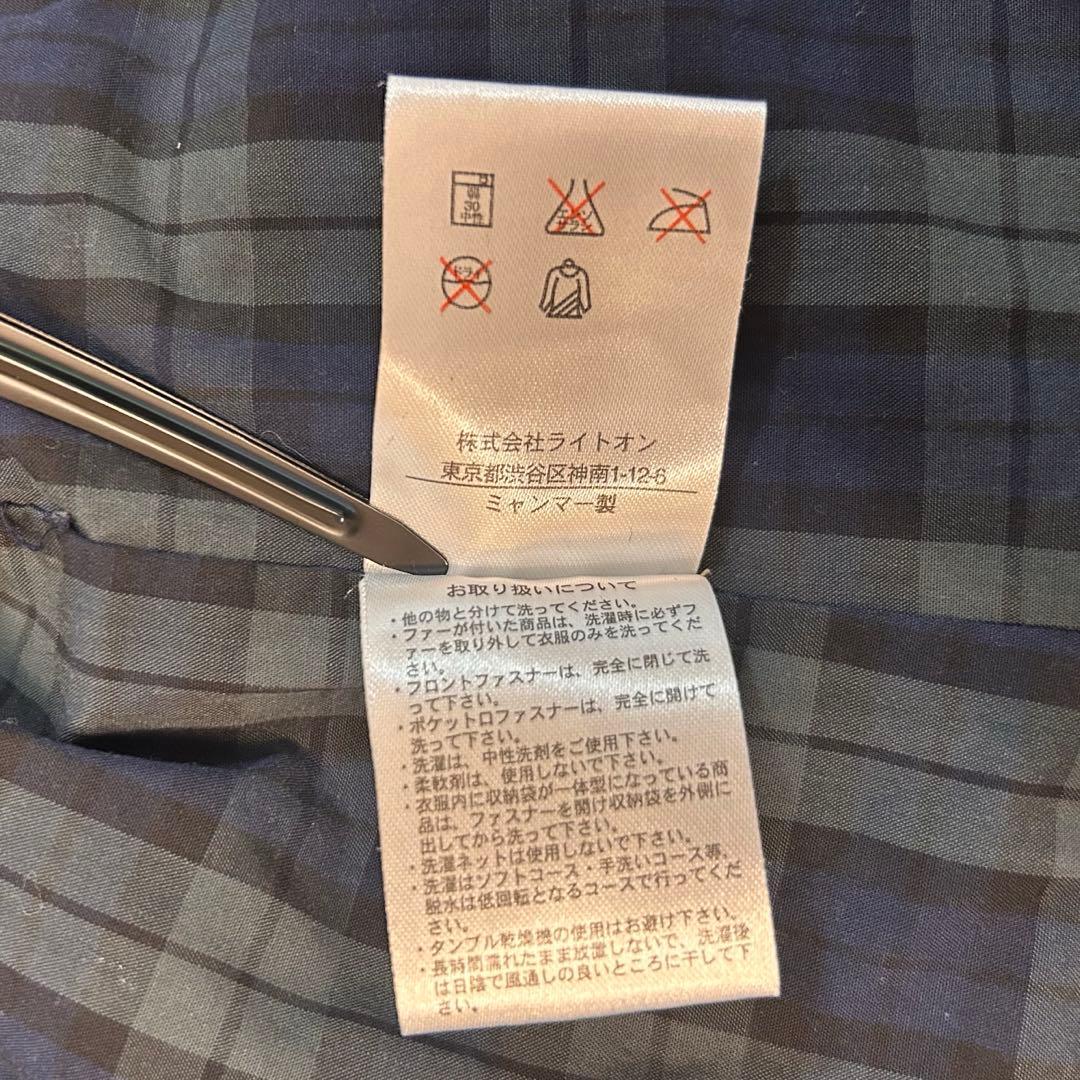 弱
30
中性
エンソ
サラシ
ドライ
株式会社ライトオン
東京都渋谷区神南1-12-6
ミャンマー製
お取り扱いについて
・他の物と分けて洗ってください。
・ファーが付いた商品は、洗濯時に必ずフ
ァーを取り外して衣服のみを洗ってくだ
さい。
・フロントファスナーは、完全に閉じて洗
って下さい。
・ポケット口ファスナーは、完全に開けて
洗って下さい。
・洗濯は、中性洗剤をご使用下さい。
・柔軟剤は、使用しないで下さい。
・衣服内に収納袋が一体型になっている商
品は、ファスナーを開け収納袋を外側に
出してから洗って下さい。
・洗濯ネットは使用しないで下さい。
・洗濯はソフトコース・手洗いコース等、
脱水は低回転となるコースで行ってくだ
さい。
・タンブル乾燥機の使用はお避け下さい。
・長時間濡れたまま放置しないで、洗濯後
は日陰で風通しの良いところに干して下
さい。